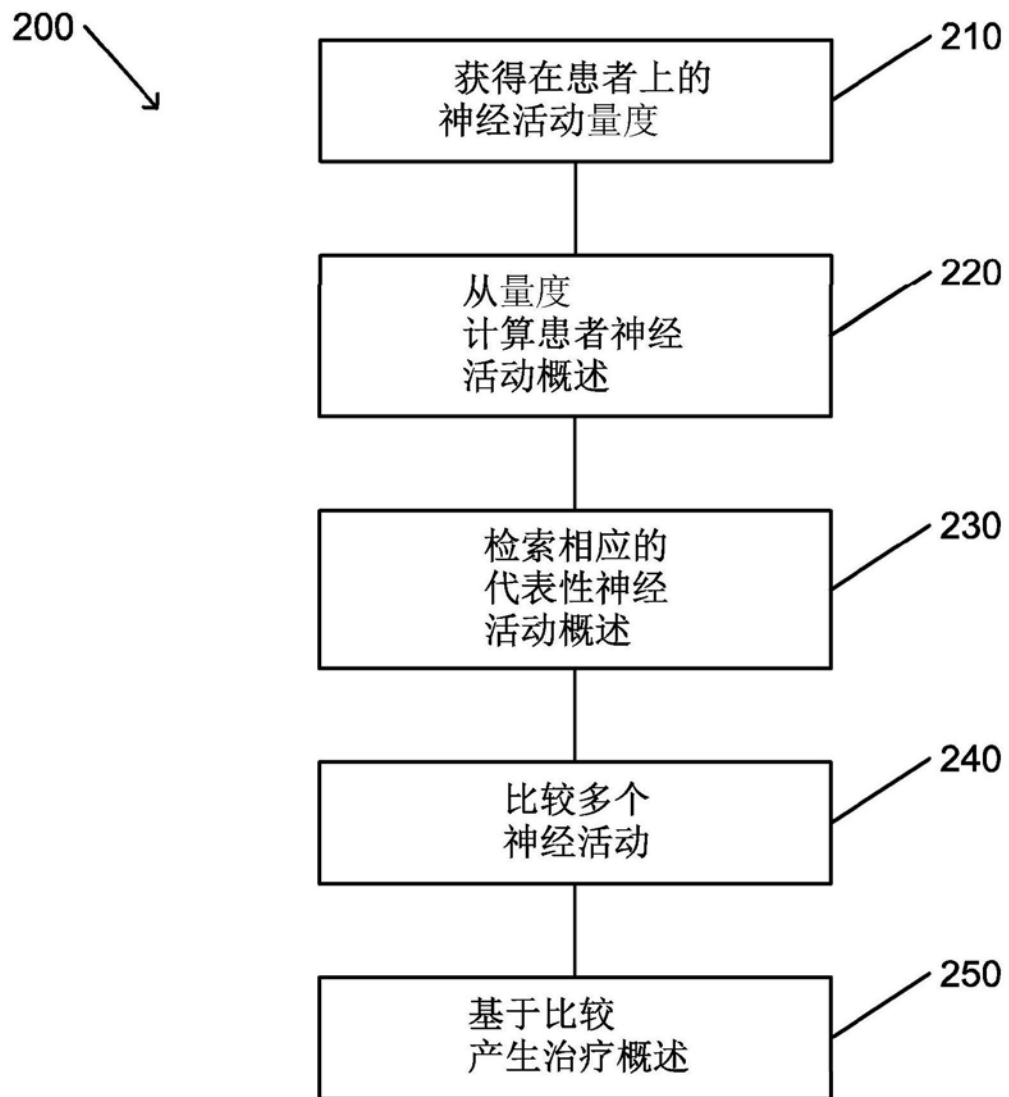 200
210
获得在患者上的
神经活动量度
220
从量度
计算患者神经
活动概述
230
检索相应的
代表性神经
活动概述
240
比较多个
神经活动
250
基于比较
产生治疗概述